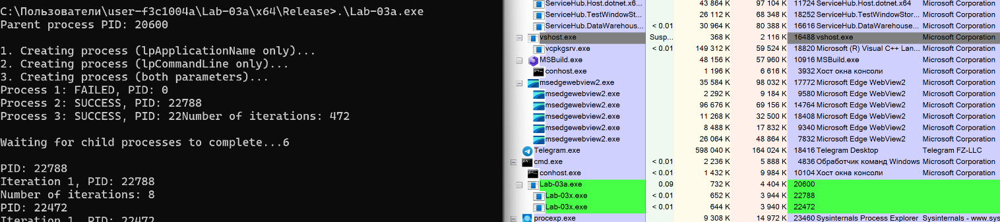 C:\Пользователи\user-f3c1004a\Lab-03a\x64\Release>.\Lab-03a.exe
Parent process PID: 20600
1. Creating process (lpApplicationName only)...
2. Creating process (lpCommandLine only)...
3. Creating process (both parameters)...
Process 1: FAILED, PID: 0
Process 2: SUCCESS, PID: 22788
Process 3: SUCCESS, PID: 22Number of iterations: 472
Waiting for child processes to complete...6
PID: 22788
Iteration 1, PID: 22788
Number of iterations: 8
PID: 22472
Iteration 1, PID: 22472
ServiceHub.Host.dotnet.x6... 43 864 K 97 104 K 11724 ServiceHub.Host.dotnet.x64 Microsoft Corporation
ServiceHub.TestWindowSt... 26 112 K 68 348 K 18252 ServiceHub.TestWindowStor... Microsoft Corporation
ServiceHub.DataWarehous... < 0.01 30 964 K 80 388 K 16616 ServiceHub.DataWarehouse... Microsoft Corporation
vshost.exe Susp... 368 K 2 116 K 16488 vshost.exe Microsoft Corporation
vcpkgsrv.exe < 0.01 149 312 K 59 524 K 18820 Microsoft (R) Visual C++ Lan... Microsoft Corporation
MSBuild.exe 48 156 K 57 960 K 10916 MSBuild.exe Microsoft Corporation
conhost.exe 1 196 K 6 616 K 3932 Хост окна консоли Microsoft Corporation
msedgewebview2.exe 35 584 K 98 032 K 17772 Microsoft Edge WebView2 Microsoft Corporation
msedgewebview2.exe 2 292 K 9 184 K 9580 Microsoft Edge WebView2 Microsoft Corporation
msedgewebview2.exe 96 676 K 69 156 K 14764 Microsoft Edge WebView2 Microsoft Corporation
msedgewebview2.exe 11 268 K 32 500 K 18408 Microsoft Edge WebView2 Microsoft Corporation
msedgewebview2.exe 8 488 K 17 832 K 9340 Microsoft Edge WebView2 Microsoft Corporation
msedgewebview2.exe 26 064 K 48 864 K 7832 Microsoft Edge WebView2 Microsoft Corporation
Telegram.exe 598 040 K 164 024 K 18416 Telegram Desktop Telegram FZ-LLC
cmd.exe < 0.01 2 236 K 5 888 K 4836 Обработчик команд Windows Microsoft Corporation
conhost.exe < 0.01 1 432 K 9 984 K 10104 Хост окна консоли Microsoft Corporation
Lab-03a.exe 0.09 732 K 4 404 K 20600
Lab-03x.exe < 0.01 652 K 3 944 K 22788
Lab-03x.exe < 0.01 644 K 3 940 K 22472
procexp.exe 9 308 K 14 972 K 23460 Sysinternals Process Explorer Sysinternals - www.sys